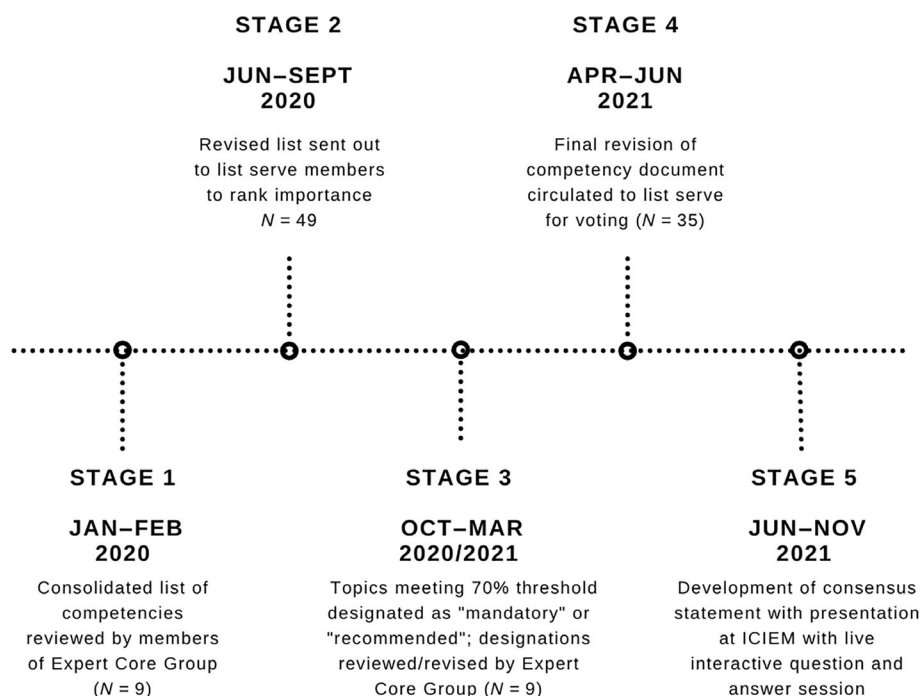 STAGE 1
JAN–FEB
2020
Consolidated list of
competencies
reviewed by members
of Expert Core Group
(N = 9)
STAGE 2
JUN–SEPT
2020
Revised list sent out
to list serve members
to rank importance
N = 49
STAGE 3
OCT–MAR
2020/2021
Topics meeting 70% threshold
designated as "mandatory" or
"recommended"; designations
reviewed/revised by Expert
Core Group (N = 9)
STAGE 4
APR–JUN
2021
Final revision of
competency document
circulated to list serve
for voting (N = 35)
STAGE 5
JUN–NOV
2021
Development of consensus
statement with presentation
at ICIEM with live
interactive question and
answer session